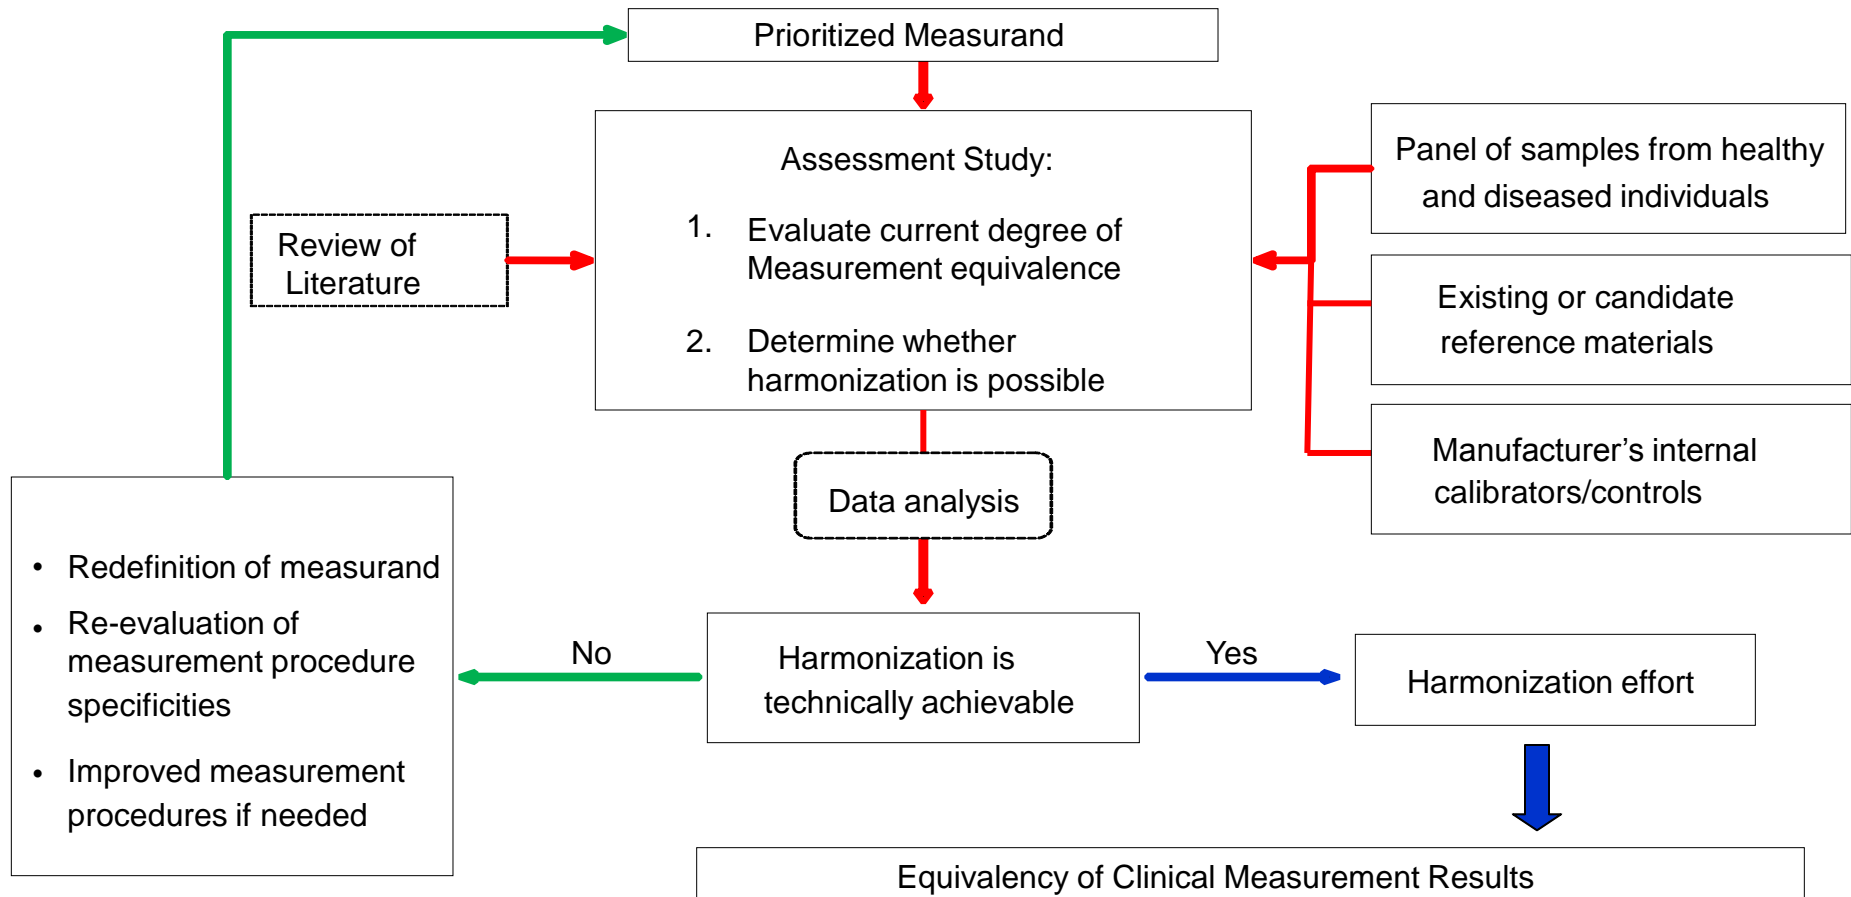 Prioritized Measurand
Assessment Study:
1. Evaluate current degree of
Measurement equivalence
2. Determine whether
harmonization is possible
Review of
Literature
Panel of samples from healthy
and diseased individuals
Existing or candidate
reference materials
Manufacturer’s internal
calibrators/controls
Data analysis
• Redefinition of measurand
• Re-evaluation of
measurement procedure
specificities
• Improved measurement
procedures if needed
No
Harmonization is
technically achievable
Yes
Harmonization effort
Equivalency of Clinical Measurement Results